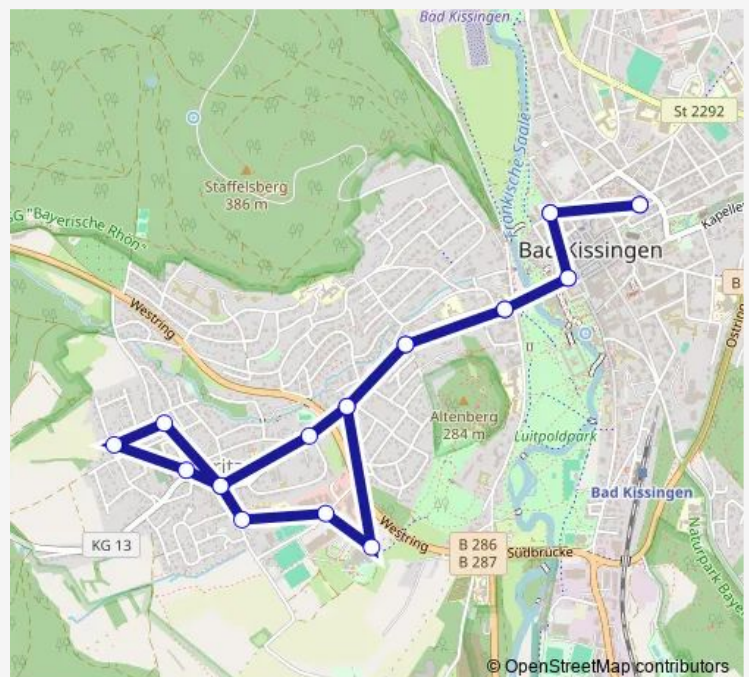 Bad Kissingen
St 2292
Fränkische Saale
Staffelsberg
386 m
"Bayerische Rhön"
Kapelle
Bad Kissingen
B
Westring
Ostring
Altenberg
284 m
Luitpoldpark
Bad Kissingen
KG 13
Westring
B 286
B 287
Südbrücke
Naturpark Baye
© OpenStreetMap contributors